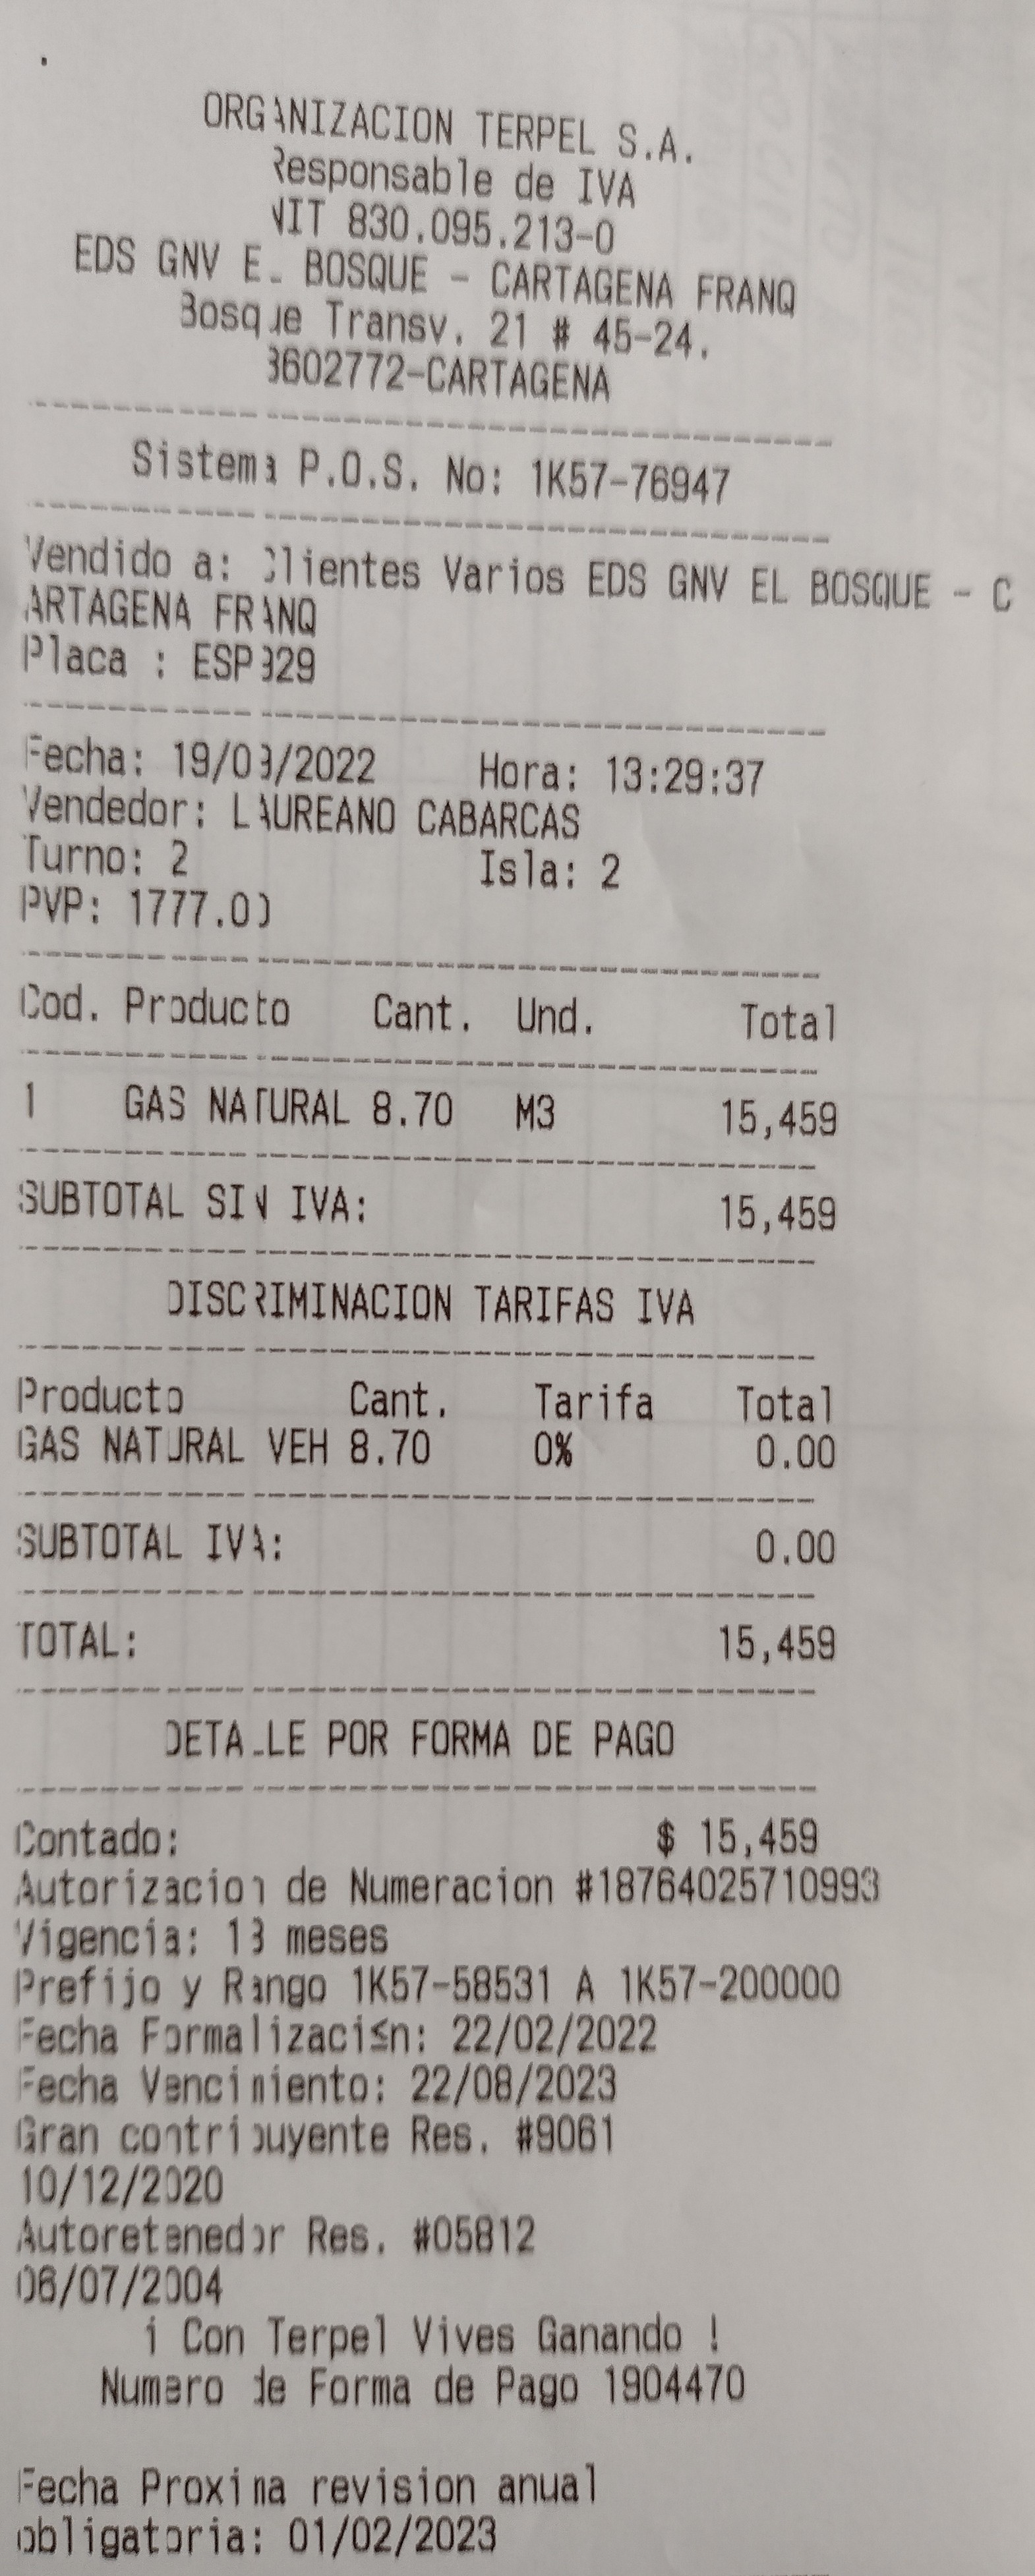 ORGANIZACION TERPEL S.A.
Responsable de IVA
NIT 830.095.213-0
EDS GNV EL BOSQUE - CARTAGENA FRANQ
Bosque Transv. 21 # 45-24.
CARTAGENA
Sistema P.O.S. No: 1K57-76947
Vendido a: Clientes Varios EDS GNV EL BOSQUE - C
ARTAGENA FRANQ
Placa :
Fecha: Hora: 13:29:37
Vendedor: LAUREANO CABARCAS
Turno: 2 Isla: 2
PVP: 1777.00
Cod. Producto Cant. Und. Total
1 GAS NATURAL 8.70 M3 15,459
SUBTOTAL SIN IVA: 15,459
DISCRIMINACION TARIFAS IVA
Producto Cant. Tarifa Total
GAS NATURAL VEH 8.70 0% 0.00
SUBTOTAL IVA: 0.00
TOTAL: 15,459
DETALLE POR FORMA DE PAGO
Contado: $ 15,459
Autorizacion de Numeracion #18764025710993
Vigencia: 18 meses
Prefijo y Rango 1K57-58531 A 1K57-200000
Fecha Formalizaci≤n: 22/02/2022
Fecha Vencimiento: 22/08/2023
Gran contribuyente Res. #9061
10/12/2020
Autoretenedor Res. #05812
06/07/2004
¡ Con Terpel Vives Ganando !
Numero de Forma de Pago 1904470
Fecha Proxima revision anual
obligatoria: 01/02/2023